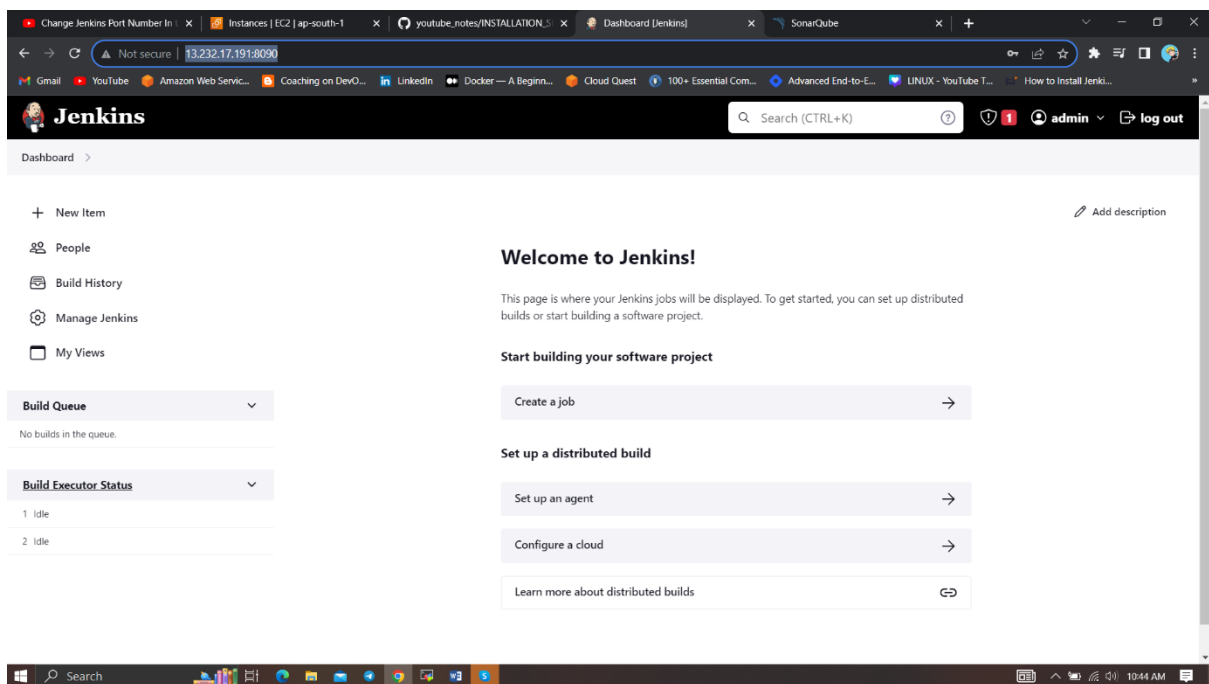 Change Jenkins Port Number In
Instances | EC2 | ap-south-1
youtube_notes/INSTALLATION_S
Dashboard [Jenkins]
SonarQube
Not secure | 13.232.17.191:8090
Gmail
YouTube
Amazon Web Servic...
Coaching on DevO...
LinkedIn
Docker — A Beginn...
Cloud Quest
100+ Essential Com...
Advanced End-to-E...
LINUX - YouTube T...
How to Install Jenki...
»
Jenkins
Search (CTRL+K)
1
admin
log out
Dashboard
New Item
Add description
People
Build History
Manage Jenkins
My Views
Welcome to Jenkins!
This page is where your Jenkins jobs will be displayed. To get started, you can set up distributed
builds or start building a software project.
Start building your software project
Create a job
Build Queue
No builds in the queue.
Set up a distributed build
Build Executor Status
1 Idle
2 Idle
Set up an agent
Configure a cloud
Learn more about distributed builds
Search
10:44 AM